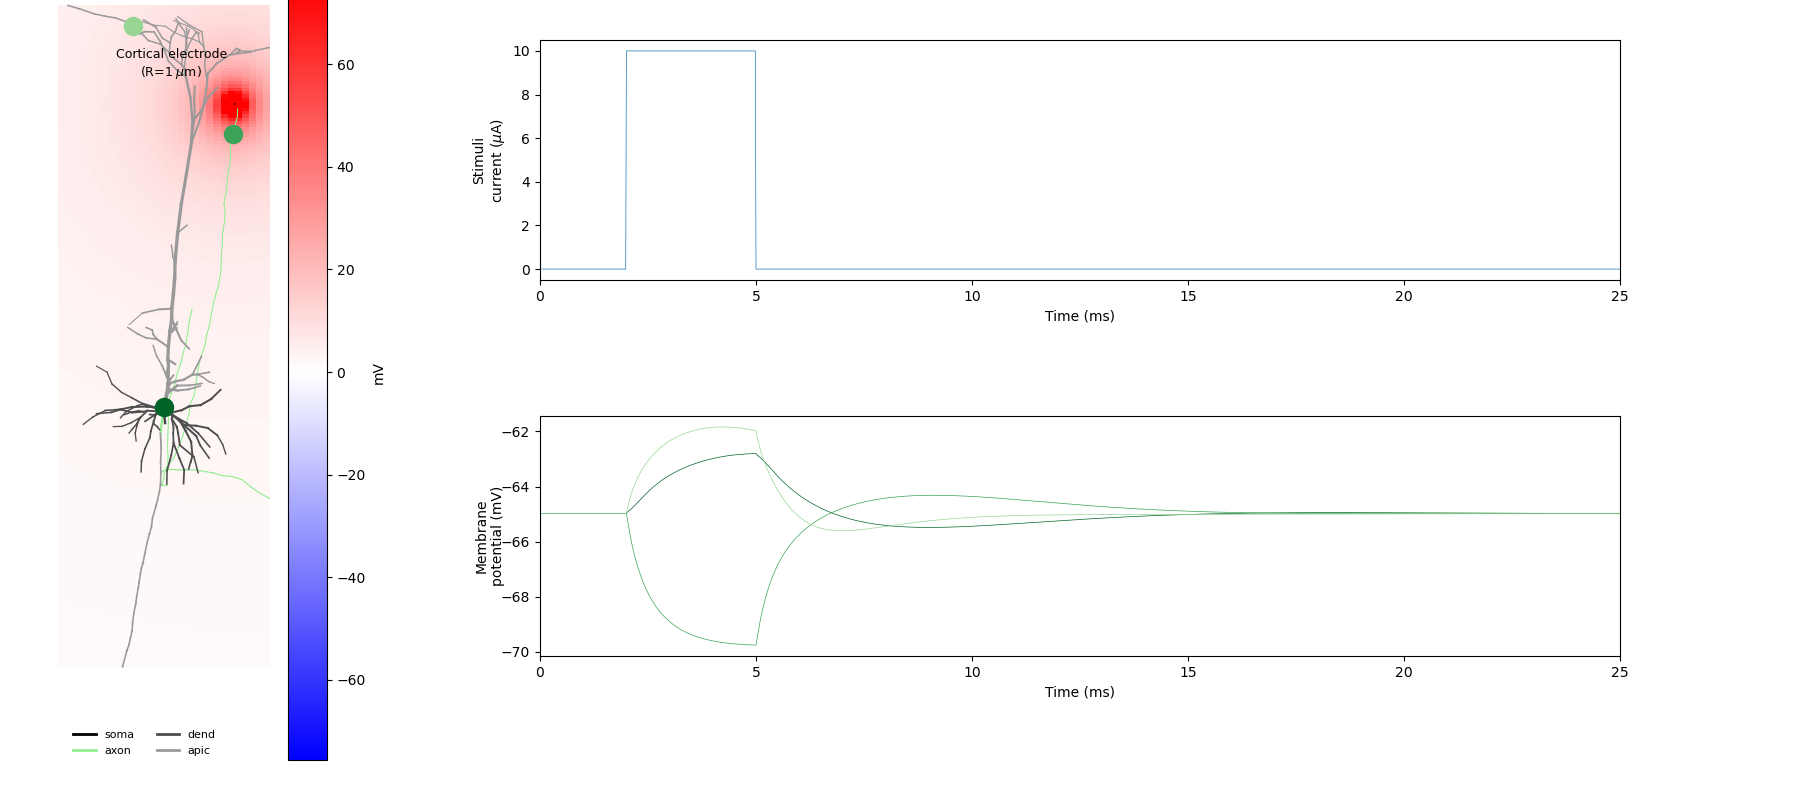 Cortical electrode
(R=1 μm)
60
40
20
0
−20
−40
−60
mV
soma
dend
axon
apic
10
8
6
4
2
0
Stimuli
current (μA)
0
5
10
15
20
25
Time (ms)
−62
−64
−66
−68
−70
Membrane
potential (mV)
0
5
10
15
20
25
Time (ms)